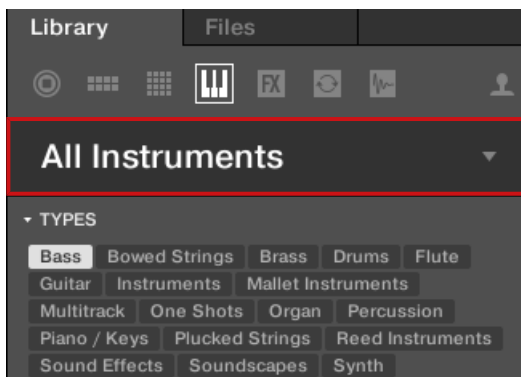 Library Files
FX
All Instruments
TYPES
Bass Bowed Strings Brass Drums Flute
Guitar Instruments Mallet Instruments
Multitrack One Shots Organ Percussion
Piano / Keys Plucked Strings Reed Instruments
Sound Effects Soundscapes Synth